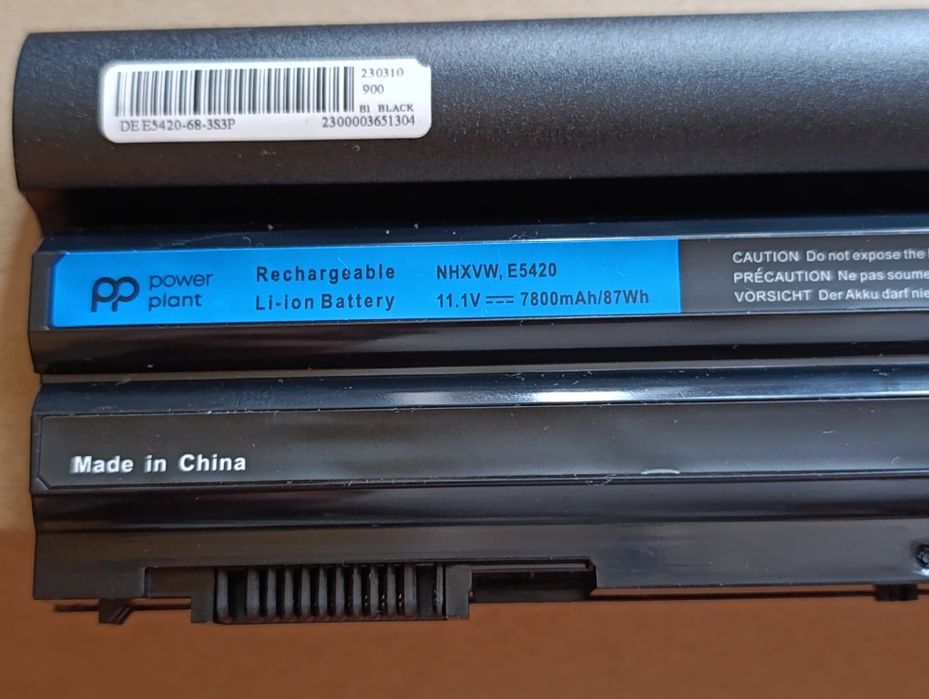 230310
900
B1 BLACK
DE E5420-68-3S3P 2300003651304
power plant
Rechargeable Li-ion Battery
NHXVW, E5420
11.1V 7800mAh/87Wh
CAUTION Do not expose the
PRÉCAUTION Ne pas soume
VORSICHT Der Akku darf nie
Made in China